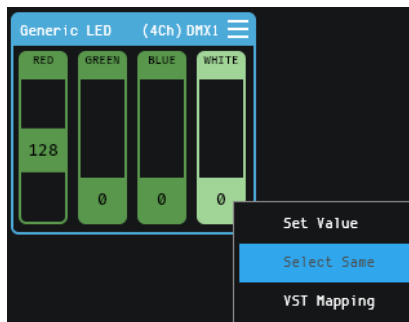 Generic LED (4Ch) DMX1
RED GREEN BLUE WHITE
128
0 0 0
Set Value
Select Same
VST Mapping